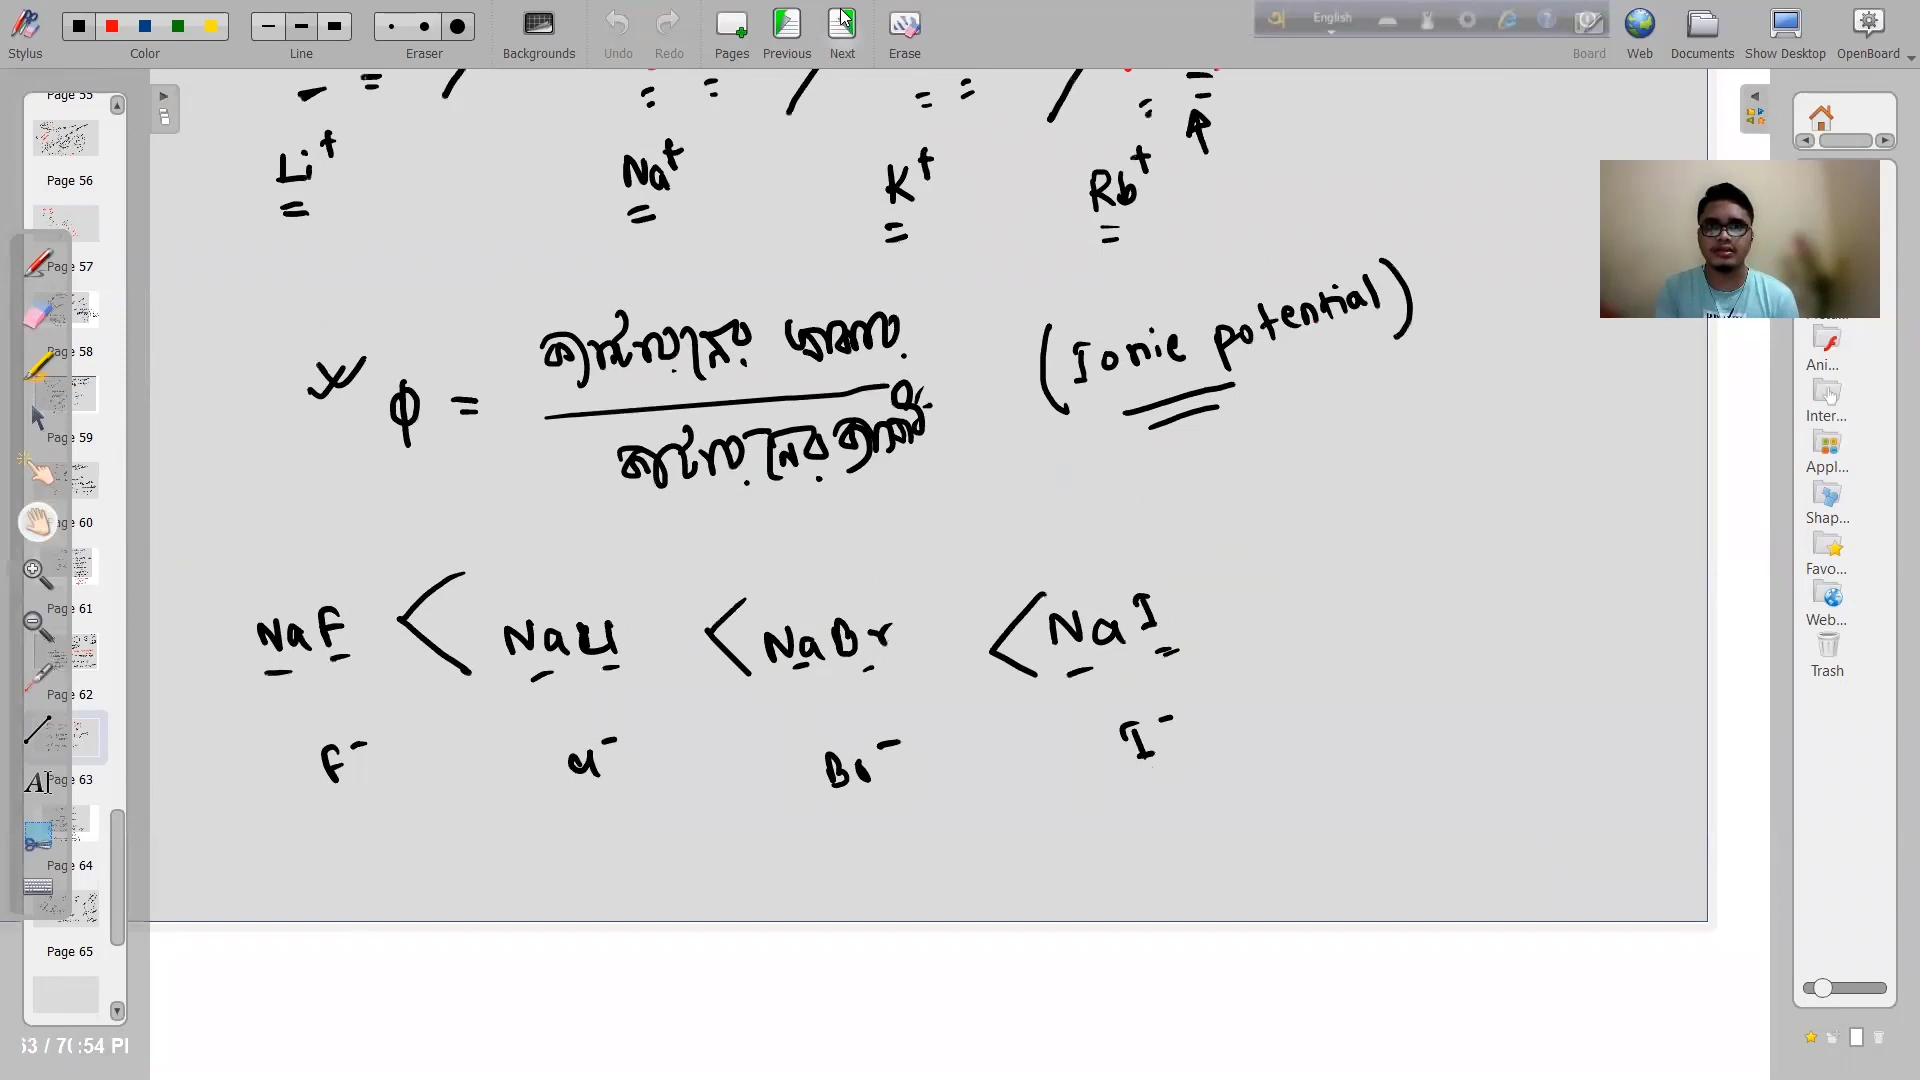 Stylus Color Line Eraser Backgrounds Undo Redo Pages Previous Next Erase English Board Web Documents Show Desktop OpenBoard
Page 55
Page 56
Page 57
Page 58
Page 59
Page 60
Page 61
Page 62
Page 63
Page 64
Page 65
Li+ Na+ K+ Rb+
φ = ক্যাটায়নের চার্জ (Ionic potential)
ক্যাটায়নের ব্যাসার্ধ
NaF < NaCl < NaBr < NaI
F- Cl- Br- I-
Ani...
Inter...
Appl...
Shap...
Favo...
Web...
Trash